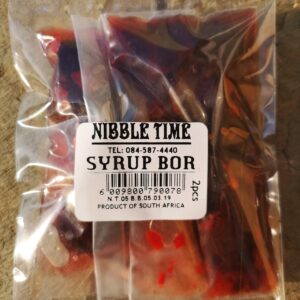 NIBBLE TIME
TEL: 084-587-4440
SYRUP BOR
6 009800 790078
2pcs
N.T.05 B.B.05.03.19
PRODUCT OF SOUTH AFRICA